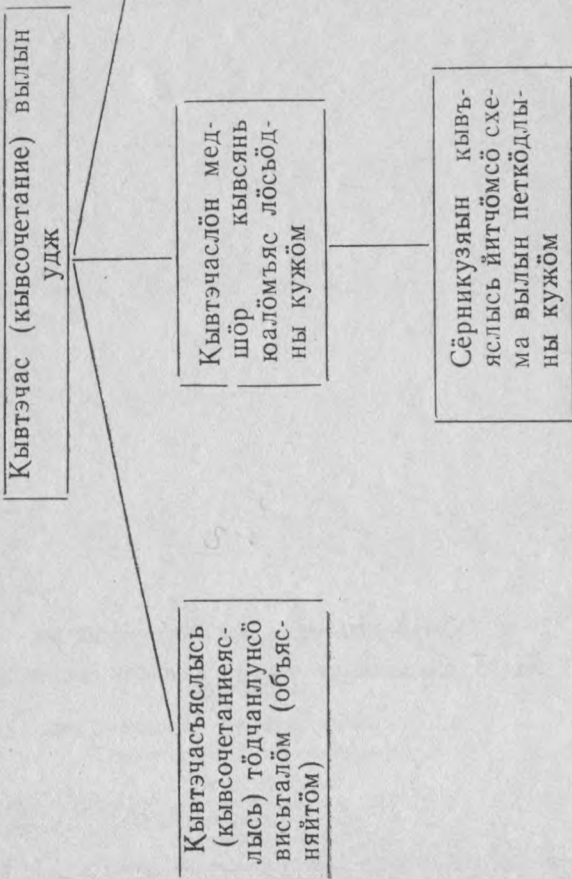 Кывтэчас (кывсочетание) вылын
удж
Кывтэчасъяслысь
(кывсочетаниеяс-
лысь) тӧдчанлунсӧ
висьталӧм (объяс-
няйтӧм)
Кывтэчаслӧн мед-
шӧр кывсянь
юалӧмъяс лӧсьӧд-
ны кужӧм
Сёрникузяын кывъ-
яслысь йитчӧмсӧ схе-
ма вылын петкӧдлы-
ны кужӧм